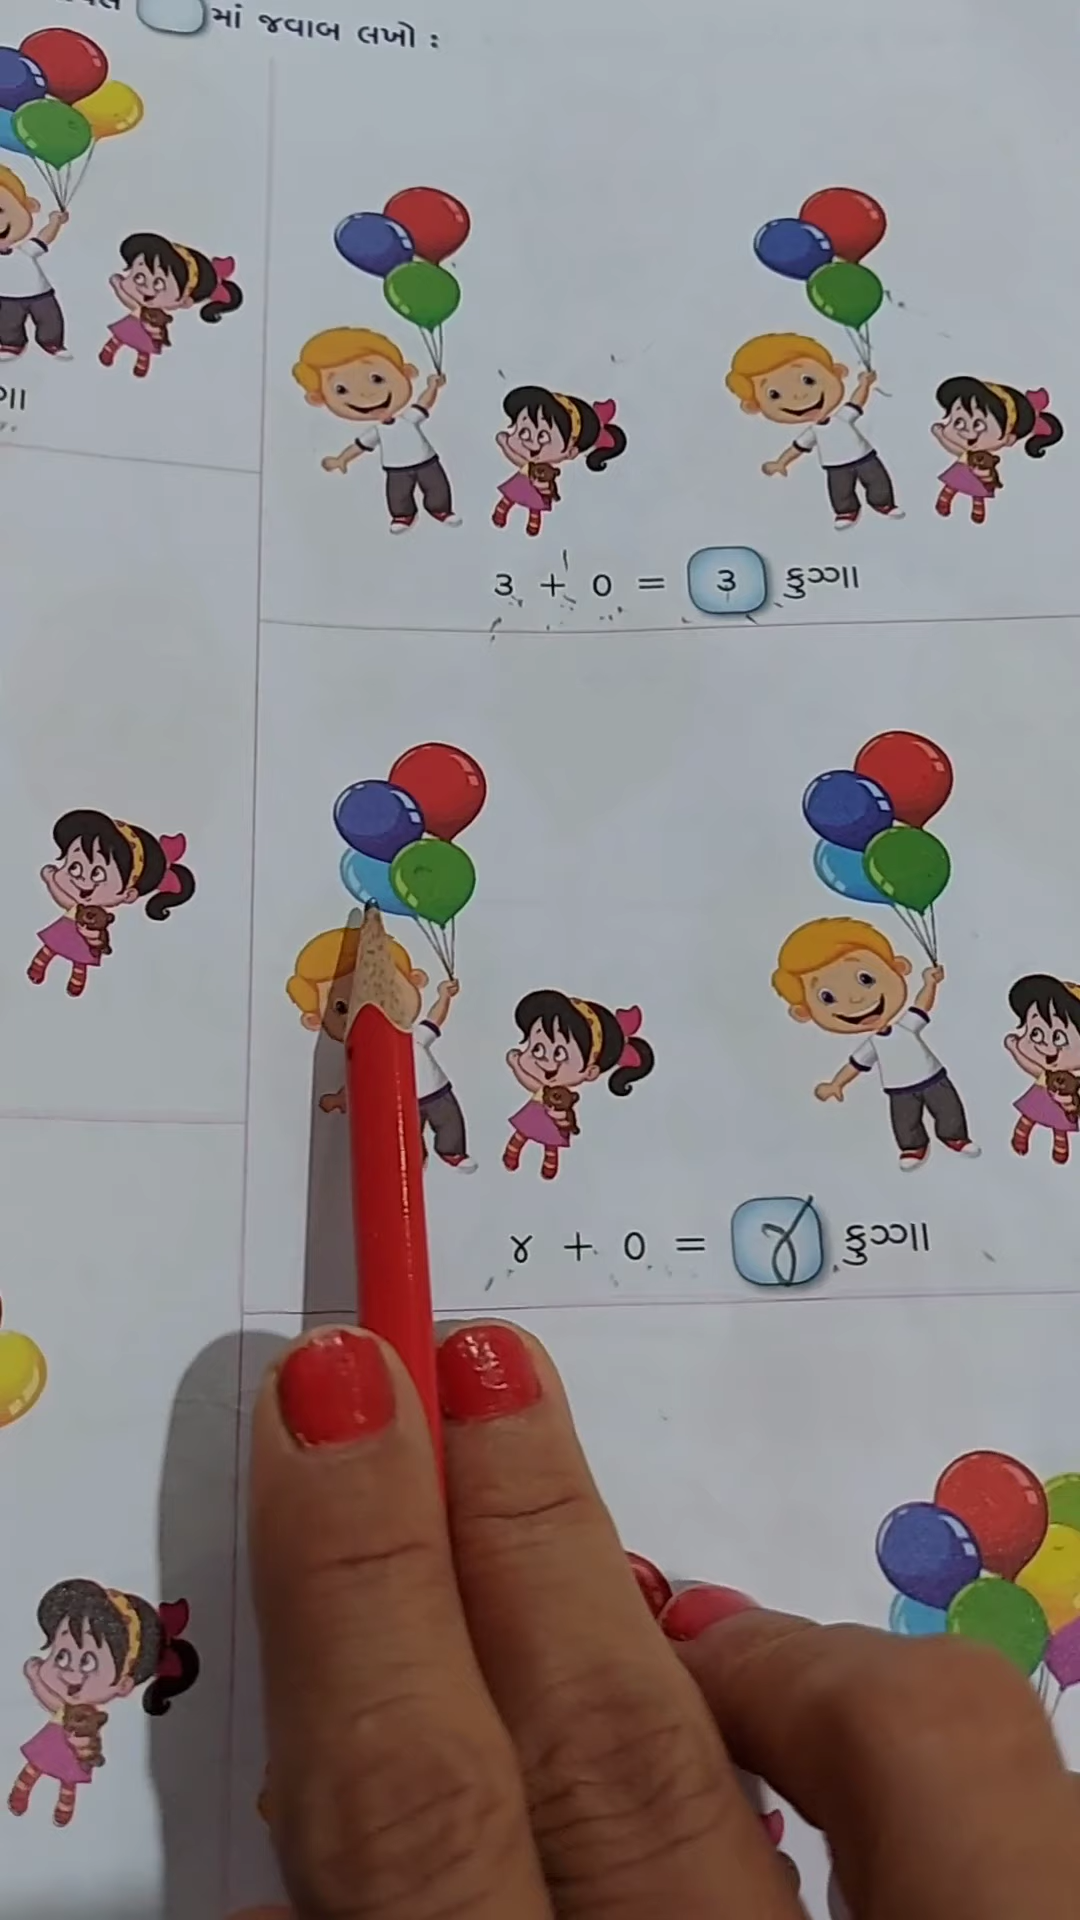 માં જવાબ લખો :
૩ + ૦ = ૩ ફુગ્ગા
૪ + ૦ = ૪ ફુગ્ગા